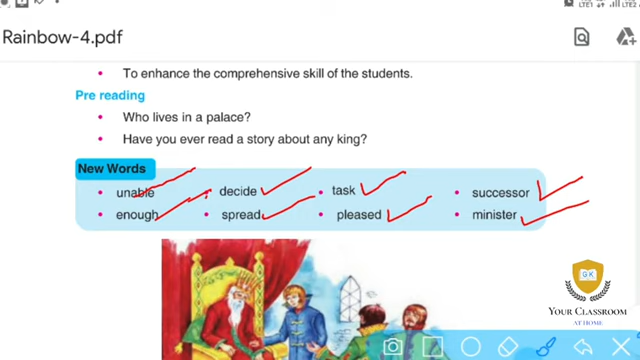 LTE1 LTE2
Rainbow-4.pdf
• To enhance the comprehensive skill of the students.
Pre reading
• Who lives in a palace?
• Have you ever read a story about any king?
New Words
• unable • decide • task • successor
• enough • spread • pleased • minister
GK
YOUR CLASSROOM
AT HOME